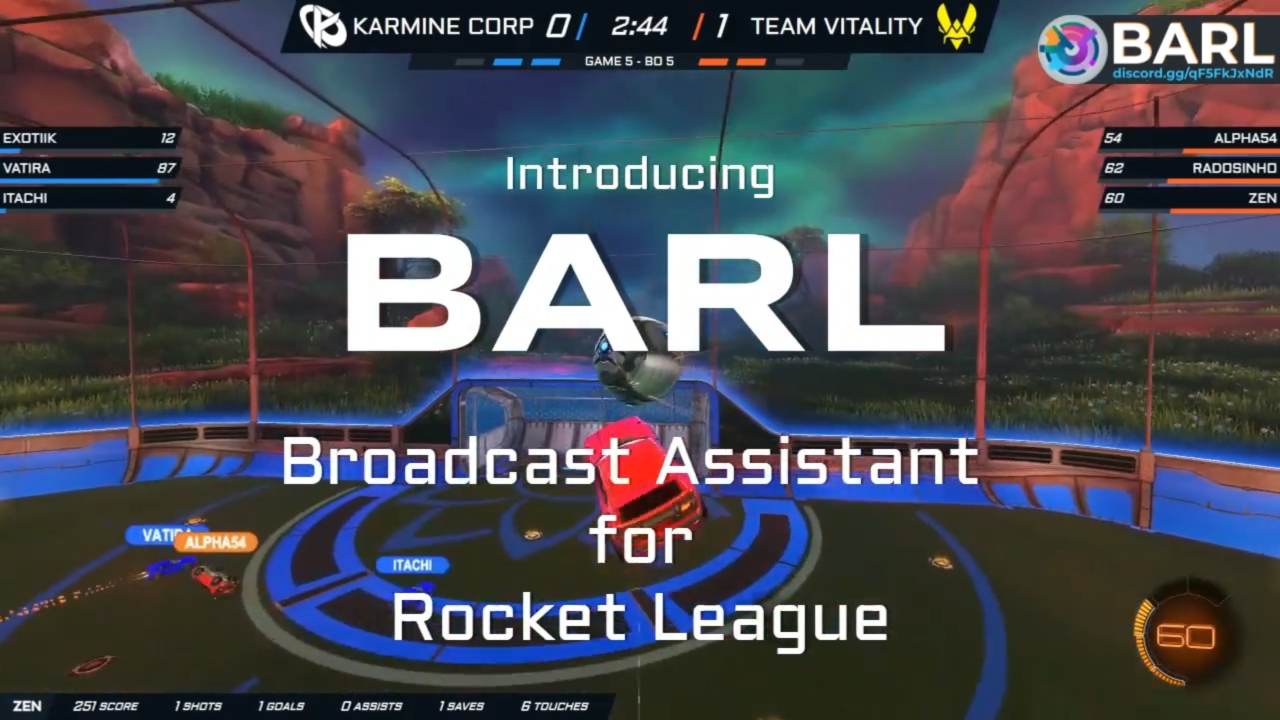 KARMINE CORP 0 2:44 1 TEAM VITALITY
GAME 5 - BO 5
BARL
discord.gg/qF5FkJxNdR
EXOTIIK 12
VATIRA 87
ITACHI 4
54 ALPHA54
62 RADOSINHO
60 ZEN
Introducing
BARL
Broadcast Assistant
for
Rocket League
VATIRA
ALPHA54
ITACHI
60
ZEN 251 SCORE 1 SHOTS 1 GOALS 0 ASSISTS 1 SAVES 6 TOUCHES